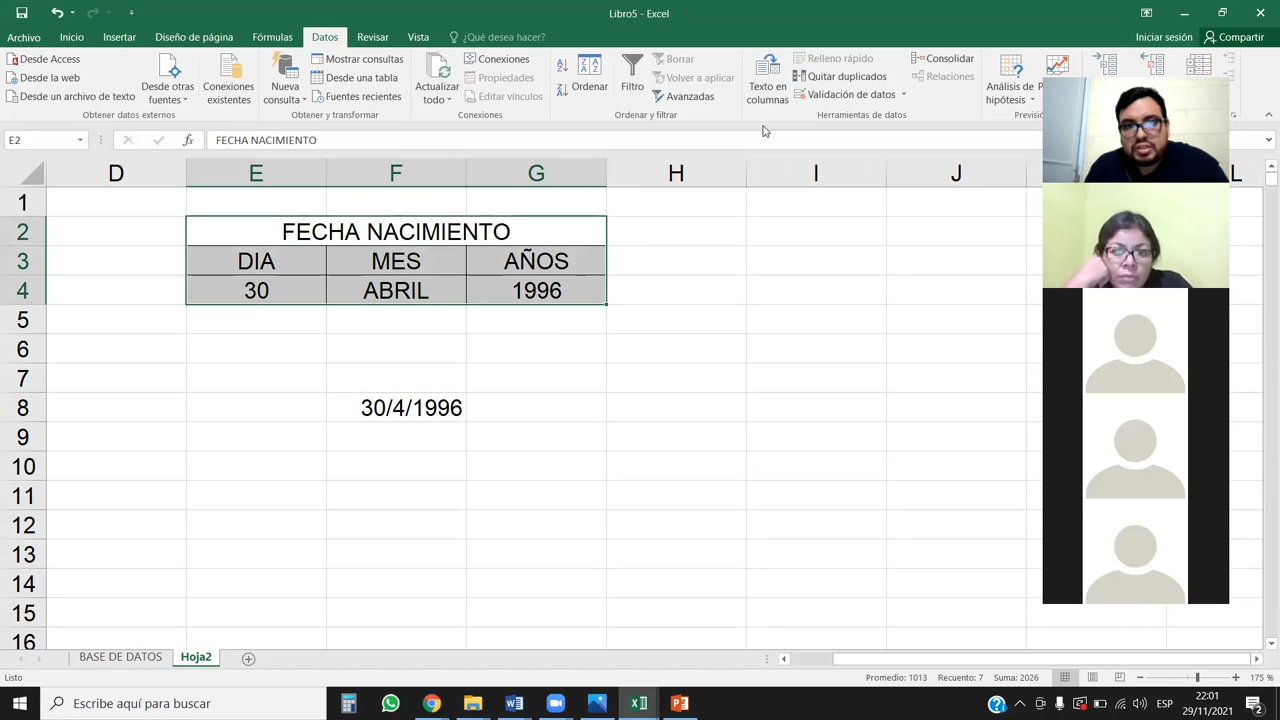 Libro5 - Excel
Archivo Inicio Insertar Diseño de página Fórmulas Datos Revisar Vista ¿Qué desea hacer? Iniciar sesión Compartir
Desde Access
Desde la web
Desde un archivo de texto
Desde otras fuentes
Conexiones existentes
Obtener datos externos
Nueva consulta
Mostrar consultas
Desde una tabla
Fuentes recientes
Obtener y transformar
Actualizar todo
Conexiones
Propiedades
Editar vínculos
Conexiones
Ordenar
Filtro
Borrar
Volver a aplicar
Avanzadas
Ordenar y filtrar
Texto en columnas
Relleno rápido
Quitar duplicados
Validación de datos
Consolidar
Relaciones
Herramientas de datos
Análisis de hipótesis
Previsi
E2 fx FECHA NACIMIENTO
D E F G H I J L
1
2 FECHA NACIMIENTO
3 DIA MES AÑOS
4 30 ABRIL 1996
5
6
7
8 30/4/1996
9
10
11
12
13
14
15
16
BASE DE DATOS Hoja2
Listo Promedio: 1013 Recuento: 7 Suma: 2026 175 %
Escribe aquí para buscar
ESP
22:01
29/11/2021
2